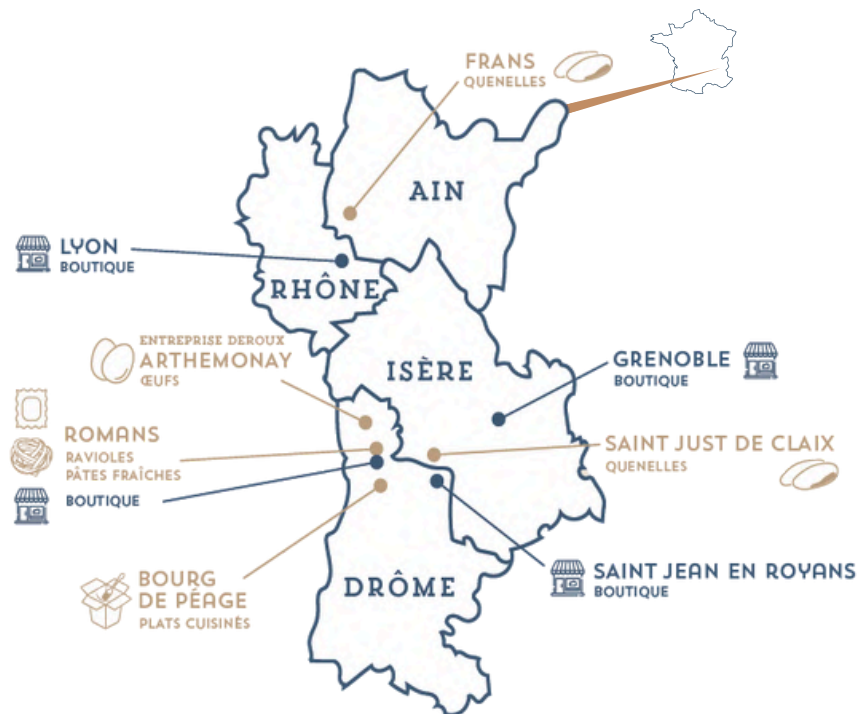 FRANS
QUENELLES
AIN
LYON
BOUTIQUE
RHÔNE
ENTREPRISE DEROUX
ARTHEMONAY
ŒUFS
ISÈRE
GRENOBLE
BOUTIQUE
ROMANS
RAVIOLES
PÂTES FRAÎCHES
BOUTIQUE
SAINT JUST DE CLAIX
QUENELLES
BOURG
DE PÉAGE
PLATS CUISINÉS
DRÔME
SAINT JEAN EN ROYANS
BOUTIQUE